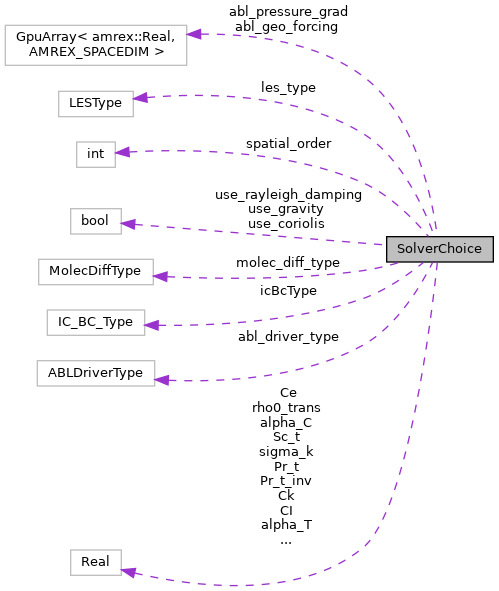 abl_pressure_grad
abl_geo_forcing
GpuArray< amrex::Real,
AMREX_SPACEDIM >
les_type
LESType
spatial_order
int
use_rayleigh_damping
use_gravity
use_coriolis
bool
SolverChoice
molec_diff_type
MolecDiffType
icBcType
IC_BC_Type
abl_driver_type
ABLDriverType
Ce
rho0_trans
alpha_C
Sc_t
sigma_k
Pr_t
Pr_t_inv
Ck
CI
alpha_T
...
Real